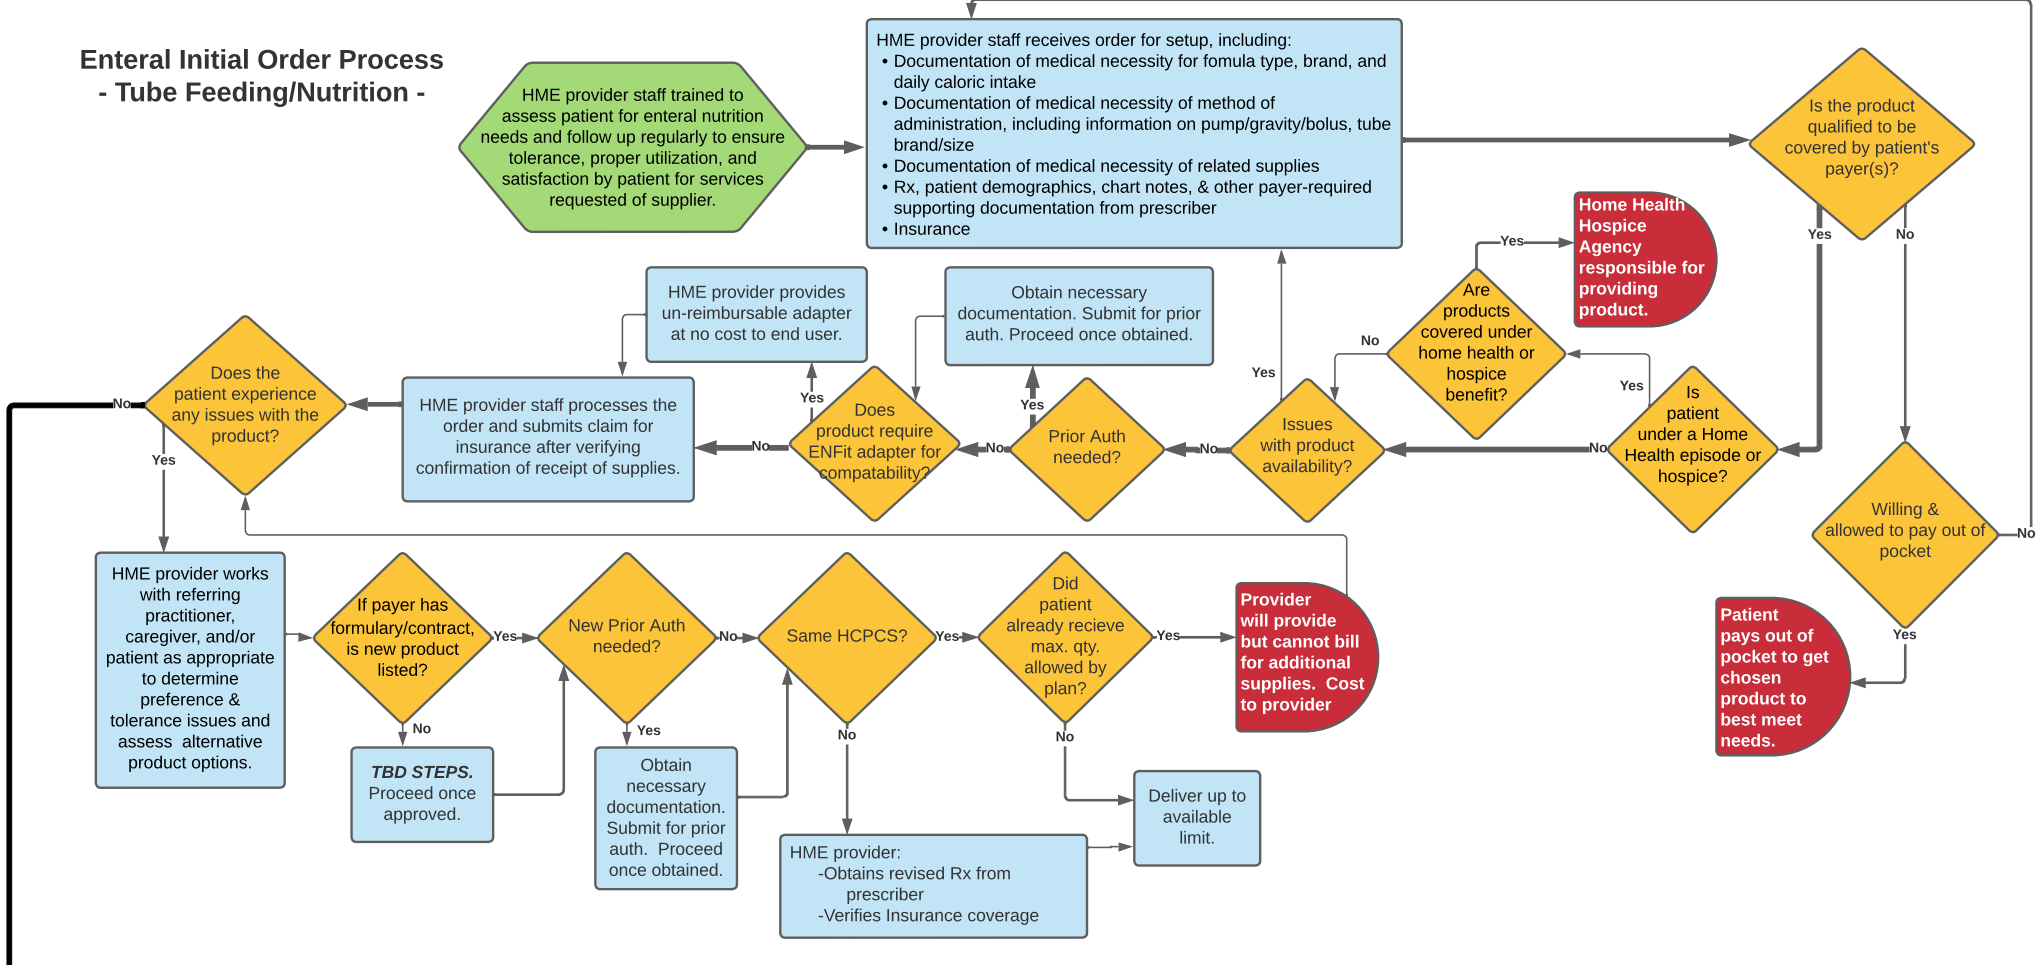 Enteral Initial Order Process
- Tube Feeding/Nutrition -
HME provider staff trained to
assess patient for enteral nutrition
needs and follow up regularly to ensure
tolerance, proper utilization, and
satisfaction by patient for services
requested of supplier.
HME provider staff receives order for setup, including:
• Documentation of medical necessity for fomula type, brand, and
daily caloric intake
• Documentation of medical necessity of method of
administration, including information on pump/gravity/bolus, tube
brand/size
• Documentation of medical necessity of related supplies
• Rx, patient demographics, chart notes, & other payer-required
supporting documentation from prescriber
• Insurance
Is the product
qualified to be
covered by patient's
payer(s)?
Yes
No
Home Health
Hospice
Agency
responsible for
providing
product.
Yes
Are
products
covered under
home health or
hospice
benefit?
No
Yes
Is
patient
under a Home
Health episode or
hospice?
No
Willing &
allowed to pay out of
pocket
No
Yes
Patient
pays out of
pocket to get
chosen
product to
best meet
needs.
Issues
with product
availability?
Yes
No
Obtain necessary
documentation. Submit for prior
auth. Proceed once obtained.
Yes
Prior Auth
needed?
No
HME provider provides
un-reimbursable adapter
at no cost to end user.
Yes
Does
product require
ENFit adapter for
compatability?
No
HME provider staff processes the
order and submits claim for
insurance after verifying
confirmation of receipt of supplies.
Does the
patient experience
any issues with the
product?
No
Yes
HME provider works
with referring
practitioner,
caregiver, and/or
patient as appropriate
to determine
preference &
tolerance issues and
assess  alternative
product options.
If payer has
formulary/contract,
is new product
listed?
Yes
No
TBD STEPS.
Proceed once
approved.
New Prior Auth
needed?
No
Yes
Obtain
necessary
documentation.
Submit for prior
auth.  Proceed
once obtained.
Same HCPCS?
Yes
No
HME provider:
-Obtains revised Rx from
prescriber
-Verifies Insurance coverage
Did
patient
already recieve
max. qty.
allowed by
plan?
Yes
No
Deliver up to
available
limit.
Provider
will provide
but cannot bill
for additional
supplies.  Cost
to provider